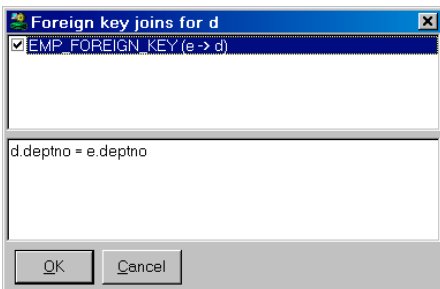 Foreign key joins for d
EMP_FOREIGN_KEY (e -> d)
d.deptno = e.deptno
OK
Cancel